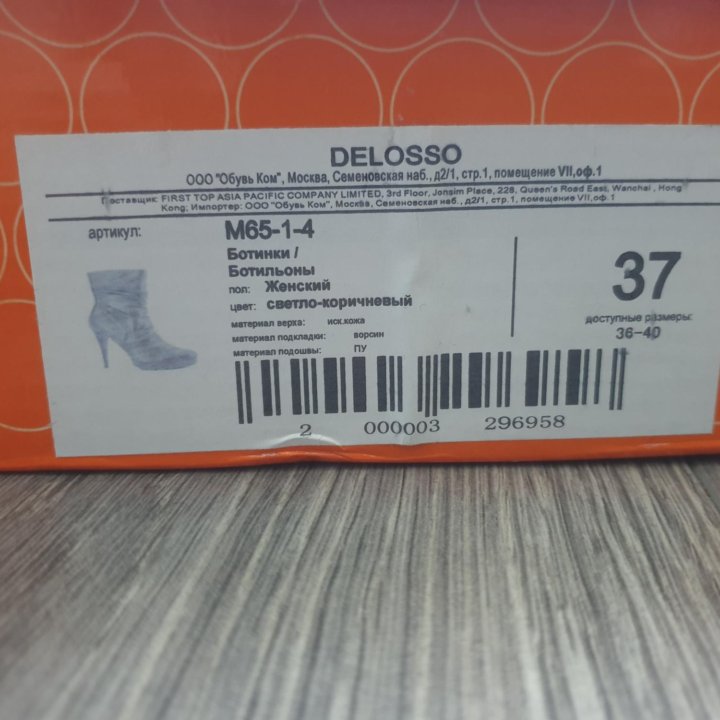 DELOSSO
ООО "Обувь Ком", Москва, Семеновская наб., д2/1, стр.1, помещение VII,оф.1
Поставщик: FIRST TOP ASIA PACIFIC COMPANY LIMITED, 3rd Floor, Jonsim Place, 228, Queen's Road East, Wanchai , Hong
Kong; Импортер: ООО "Обувь Ком", Москва, Семеновская наб., д2/1, стр.1, помещение VII,оф.1
артикул: M65-1-4
Ботинки /
Ботильоны
пол: Женский
цвет: светло-коричневый
материал верха: иск.кожа
материал подкладки: ворсин
материал подошвы: ПУ
37
доступные размеры:
36-40
2 000003 296958